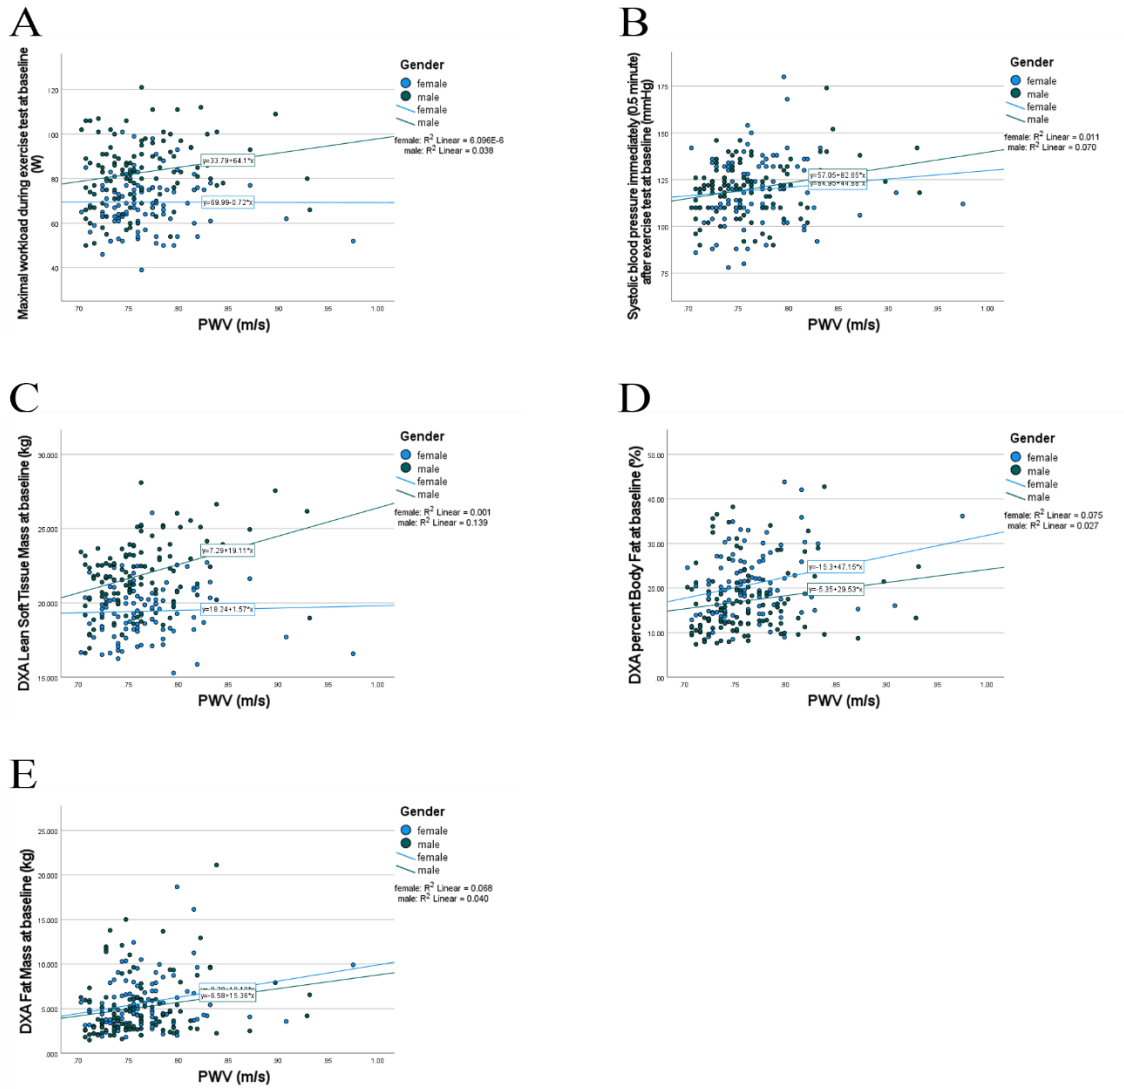 A
Maximal workload during exercise test at baseline
(W)
120
100
80
60
40
y=33.79+64.1*x
y=69.99-0.72*x
.70 .75 .80 .85 .90 .95 1.00
PWV (m/s)
Gender
female
male
female
male
female: R2 Linear = 6.096E-6
male: R2 Linear = 0.038
B
Systolic blood pressure immediately (0.5 minute)
after exercise test at baseline (mmHg)
175
150
125
100
75
y=57.05+82.65*x
y=84.95+44.88*x
.70 .75 .80 .85 .90 .95 1.00
PWV (m/s)
Gender
female
male
female
male
female: R2 Linear = 0.011
male: R2 Linear = 0.070
C
DXA Lean Soft Tissue Mass at baseline (kg)
30.000
25.000
20.000
15.000
y=7.29+19.11*x
y=18.24+1.57*x
.70 .75 .80 .85 .90 .95 1.00
PWV (m/s)
Gender
female
male
female
male
female: R2 Linear = 0.001
male: R2 Linear = 0.139
D
DXA percent Body Fat at baseline (%)
50.00
40.00
30.00
20.00
10.00
.00
y=-15.3+47.15*x
y=-5.35+29.53*x
.70 .75 .80 .85 .90 .95 1.00
PWV (m/s)
Gender
female
male
female
male
female: R2 Linear = 0.075
male: R2 Linear = 0.027
E
DXA Fat Mass at baseline (kg)
25.000
20.000
15.000
10.000
5.000
.000
y=-6.58+15.36*x
.70 .75 .80 .85 .90 .95 1.00
PWV (m/s)
Gender
female
male
female
male
female: R2 Linear = 0.068
male: R2 Linear = 0.040